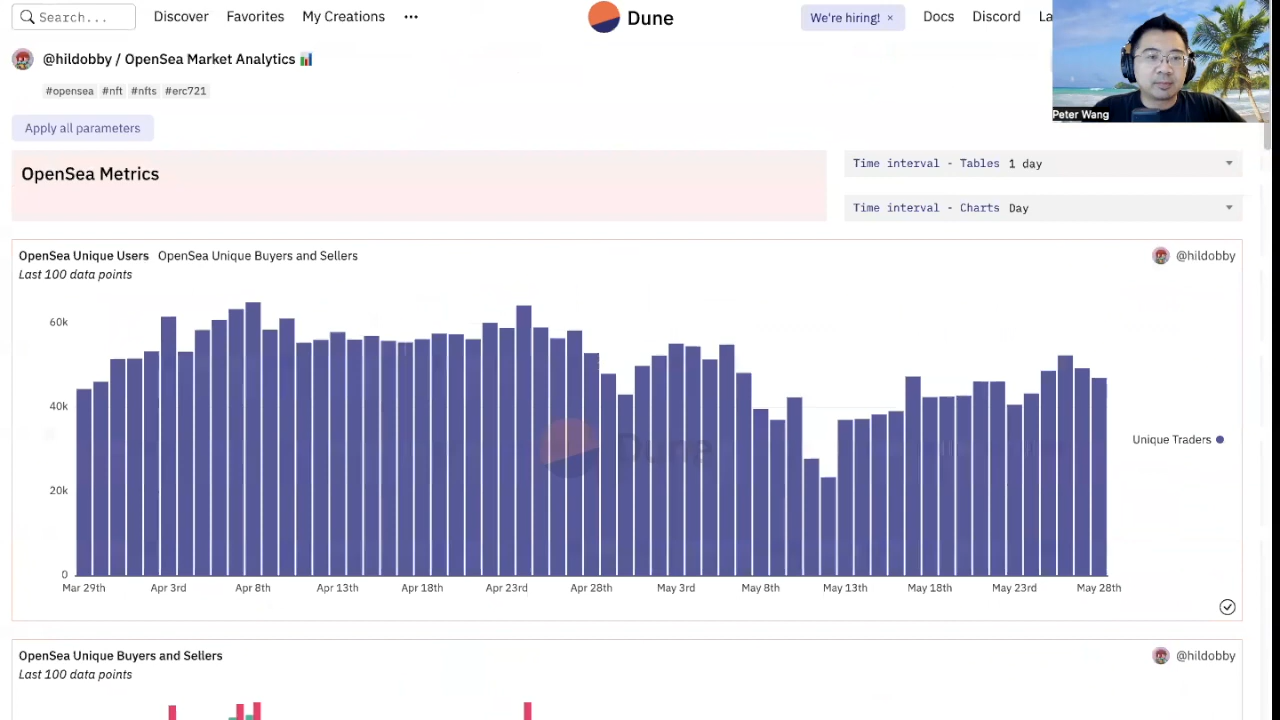 Search...
Discover
Favorites
My Creations
Dune
We're hiring! ×
Docs
Discord
La
@hildobby / OpenSea Market Analytics
#opensea #nft #nfts #erc721
Apply all parameters
Peter Wang
OpenSea Metrics
Time interval - Tables 1 day
Time interval - Charts Day
OpenSea Unique Users OpenSea Unique Buyers and Sellers
@hildobby
Last 100 data points
60k
40k
20k
0
Dune
Unique Traders
Mar 29th Apr 3rd Apr 8th Apr 13th Apr 18th Apr 23rd Apr 28th May 3rd May 8th May 13th May 18th May 23rd May 28th
OpenSea Unique Buyers and Sellers
@hildobby
Last 100 data points